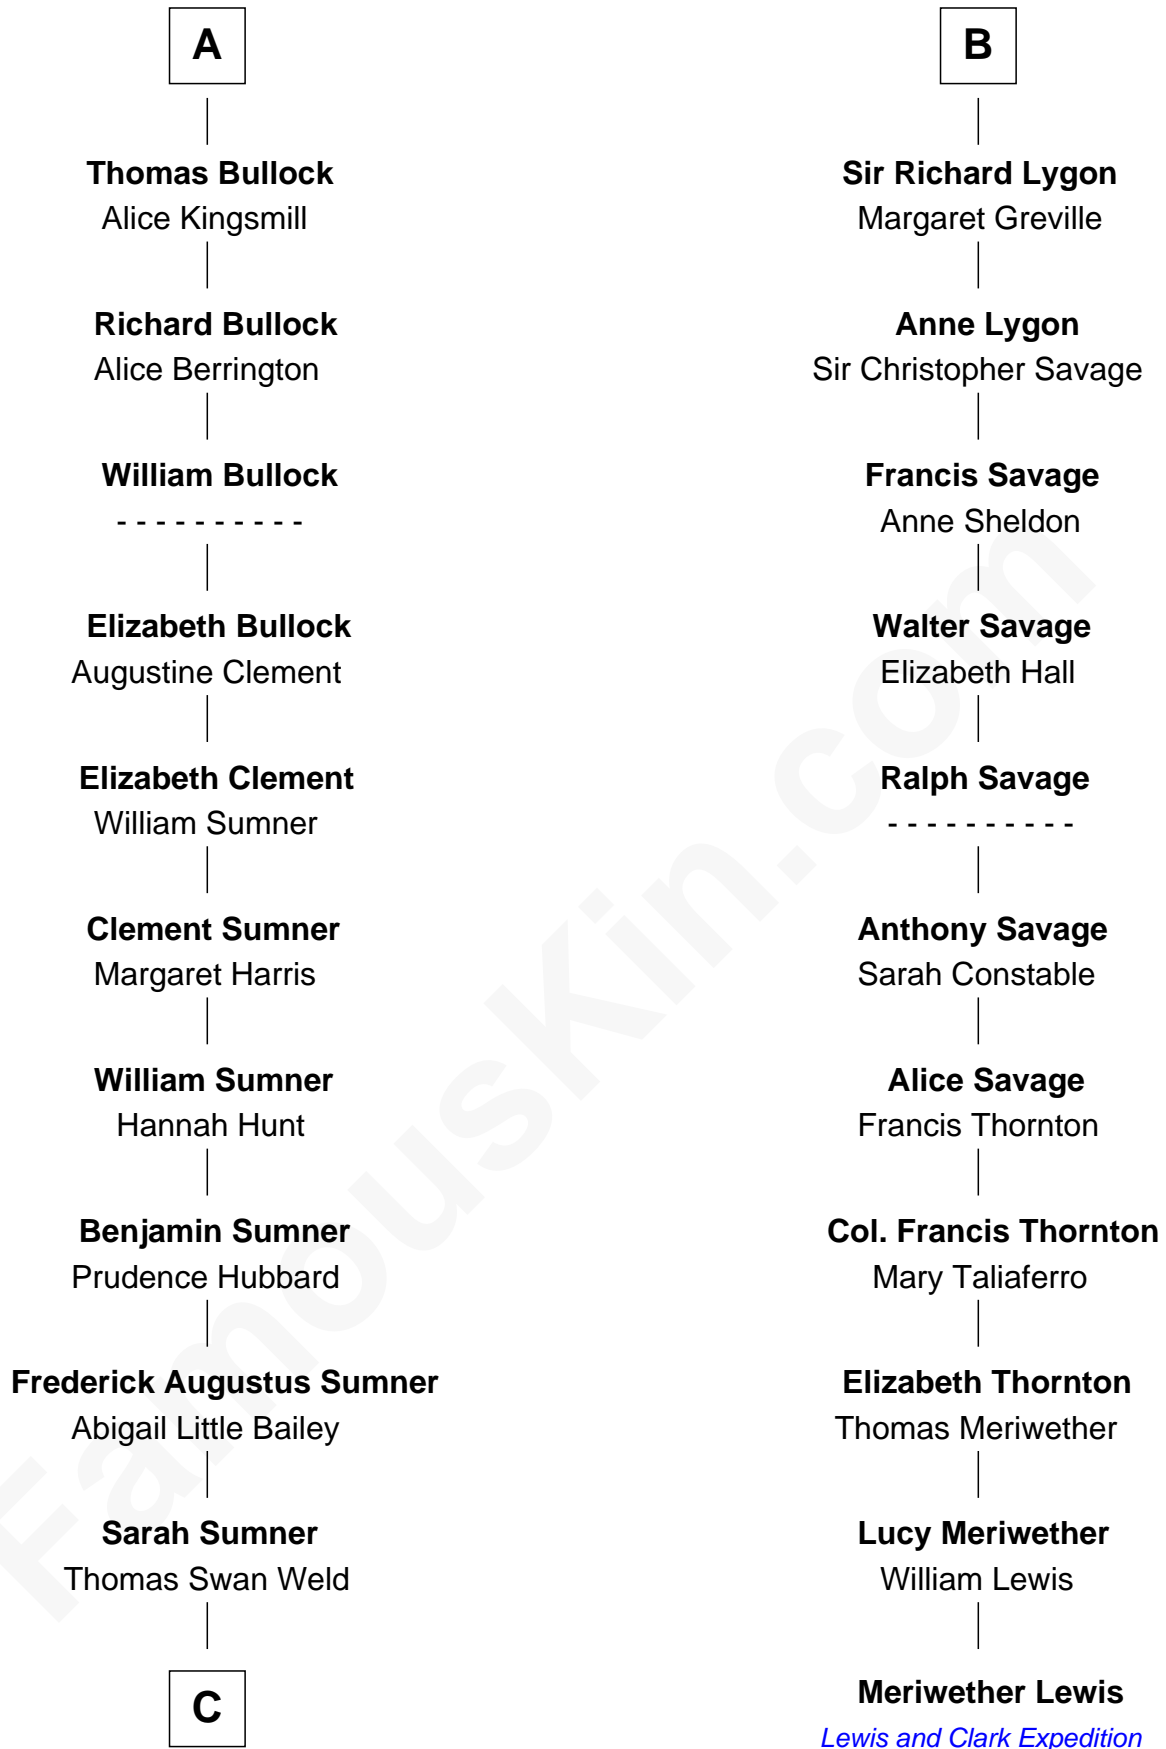 A
Thomas Bullock
Alice Kingsmill
Richard Bullock
Alice Berrington
William Bullock
- - - - - - - - - -
Elizabeth Bullock
Augustine Clement
Elizabeth Clement
William Sumner
Clement Sumner
Margaret Harris
William Sumner
Hannah Hunt
Benjamin Sumner
Prudence Hubbard
Frederick Augustus Sumner
Abigail Little Bailey
Sarah Sumner
Thomas Swan Weld
C
B
Sir Richard Lygon
Margaret Greville
Anne Lygon
Sir Christopher Savage
Francis Savage
Anne Sheldon
Walter Savage
Elizabeth Hall
Ralph Savage
- - - - - - - - - -
Anthony Savage
Sarah Constable
Alice Savage
Francis Thornton
Col. Francis Thornton
Mary Taliaferro
Elizabeth Thornton
Thomas Meriwether
Lucy Meriwether
William Lewis
Meriwether Lewis
Lewis and Clark Expedition
FamousKin.com